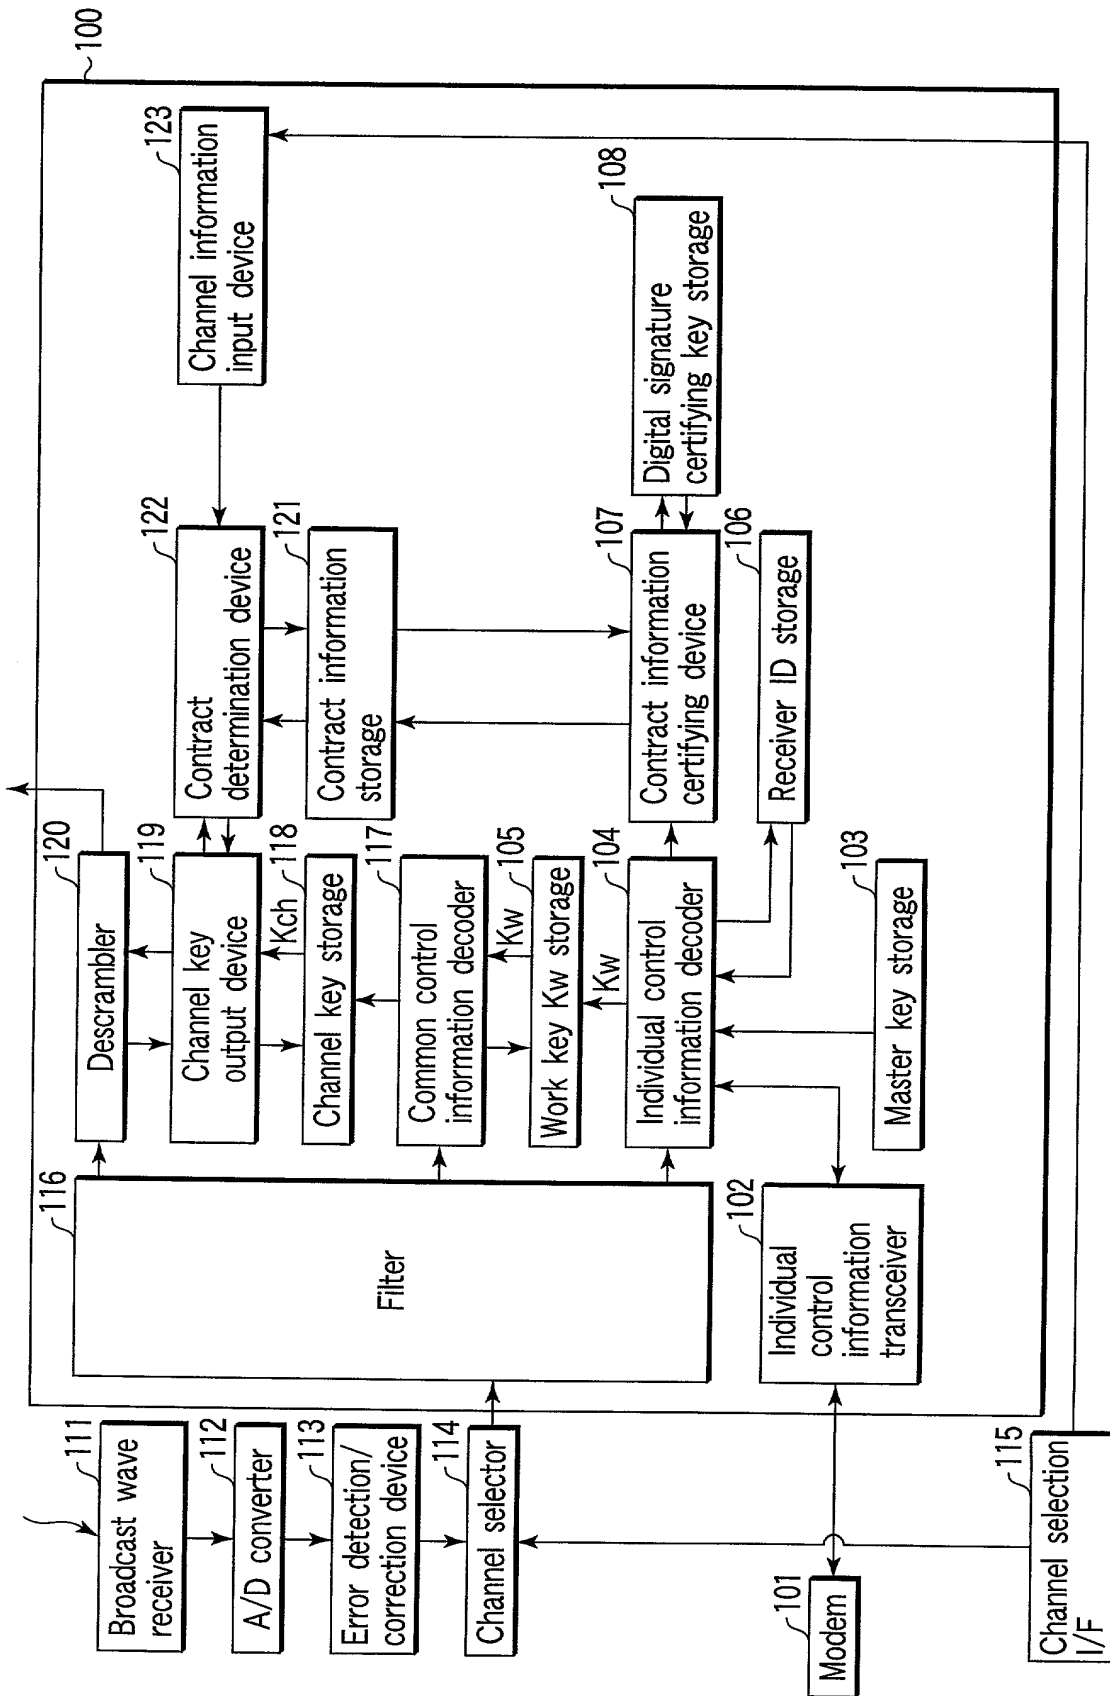 100
111
Broadcast wave
receiver
112
A/D converter
113
Error detection/
correction device
114
Channel selector
101
Modem
115
Channel selection
I/F
116
Filter
102
Individual
control
information
transceiver
120
Descrambler
119
Channel key
output device
Kch
118
Channel key storage
117
Common control
information decoder
Kw
105
Work key Kw storage
Kw
104
Individual control
information decoder
103
Master key storage
122
Contract
determination device
121
Contract information
storage
107
Contract information
certifying device
106
Receiver ID storage
123
Channel information
input device
108
Digital signature
certifying key storage